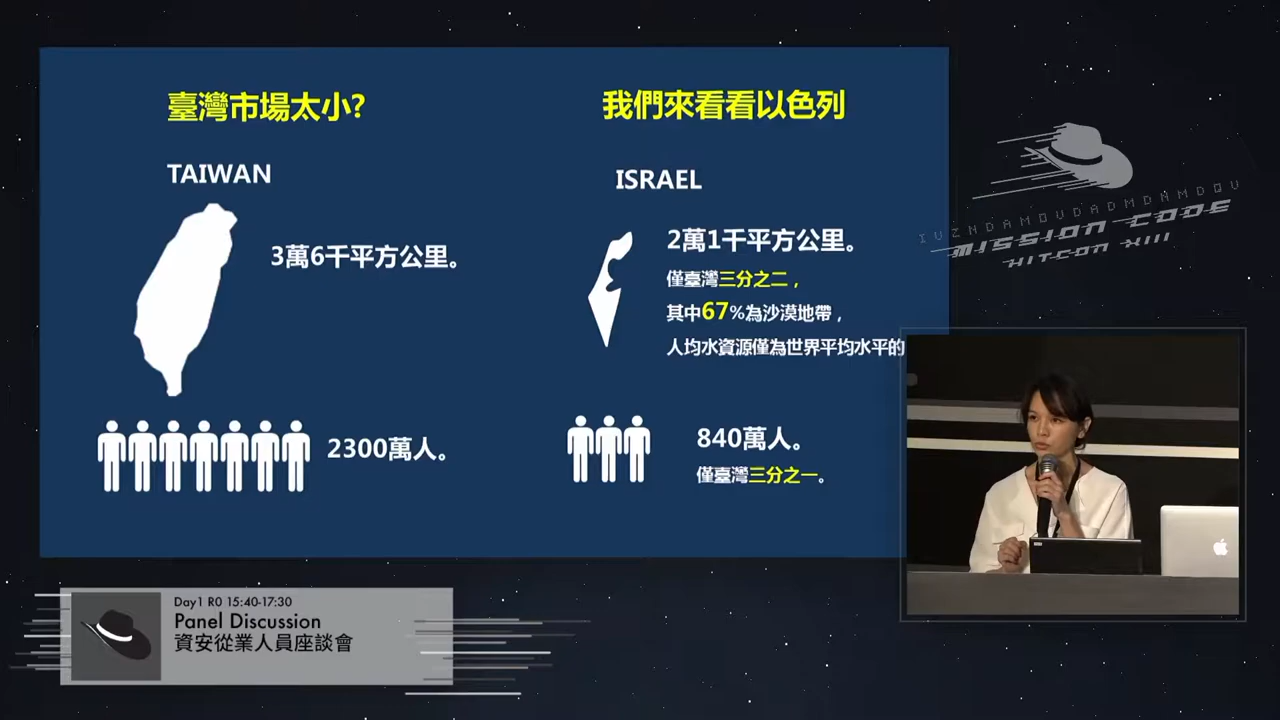 臺灣市場太小?
TAIWAN
3萬6千平方公里。
2300萬人。
我們來看看以色列
ISRAEL
2萬1千平方公里。
僅臺灣三分之二，
其中67%為沙漠地帶，
人均水資源僅為世界平均水平的
840萬人。
僅臺灣三分之一。
IVZNDAMOVDADMDNMDQV
MISSION CODE
HITCON XIII
Day1 R0 15:40-17:30
Panel Discussion
資安從業人員座談會